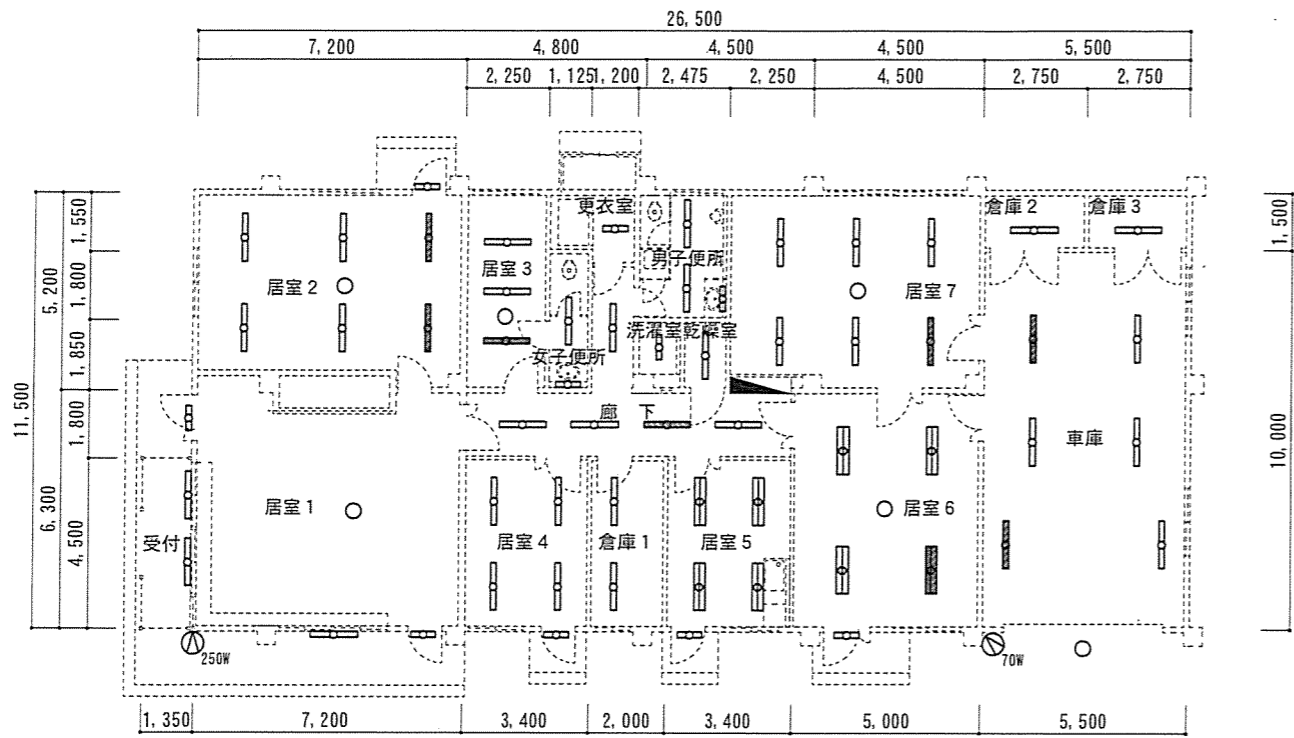 26,500
7,200 4,800 4,500 4,500 5,500
2,250 1,125 1,200 2,475 2,250 4,500 2,750 2,750
11,500
5,200
6,300
1,550
1,800
1,850
1,800
4,500
更衣室
倉庫2
倉庫3
居室3
男子便所
居室2
居室7
洗濯室
乾燥室
女子便所
廊 下
車庫
居室1
居室6
受付
居室4
倉庫1
居室5
250W
70W
1,500
10,000
1,350 7,200 3,400 2,000 3,400 5,000 5,500